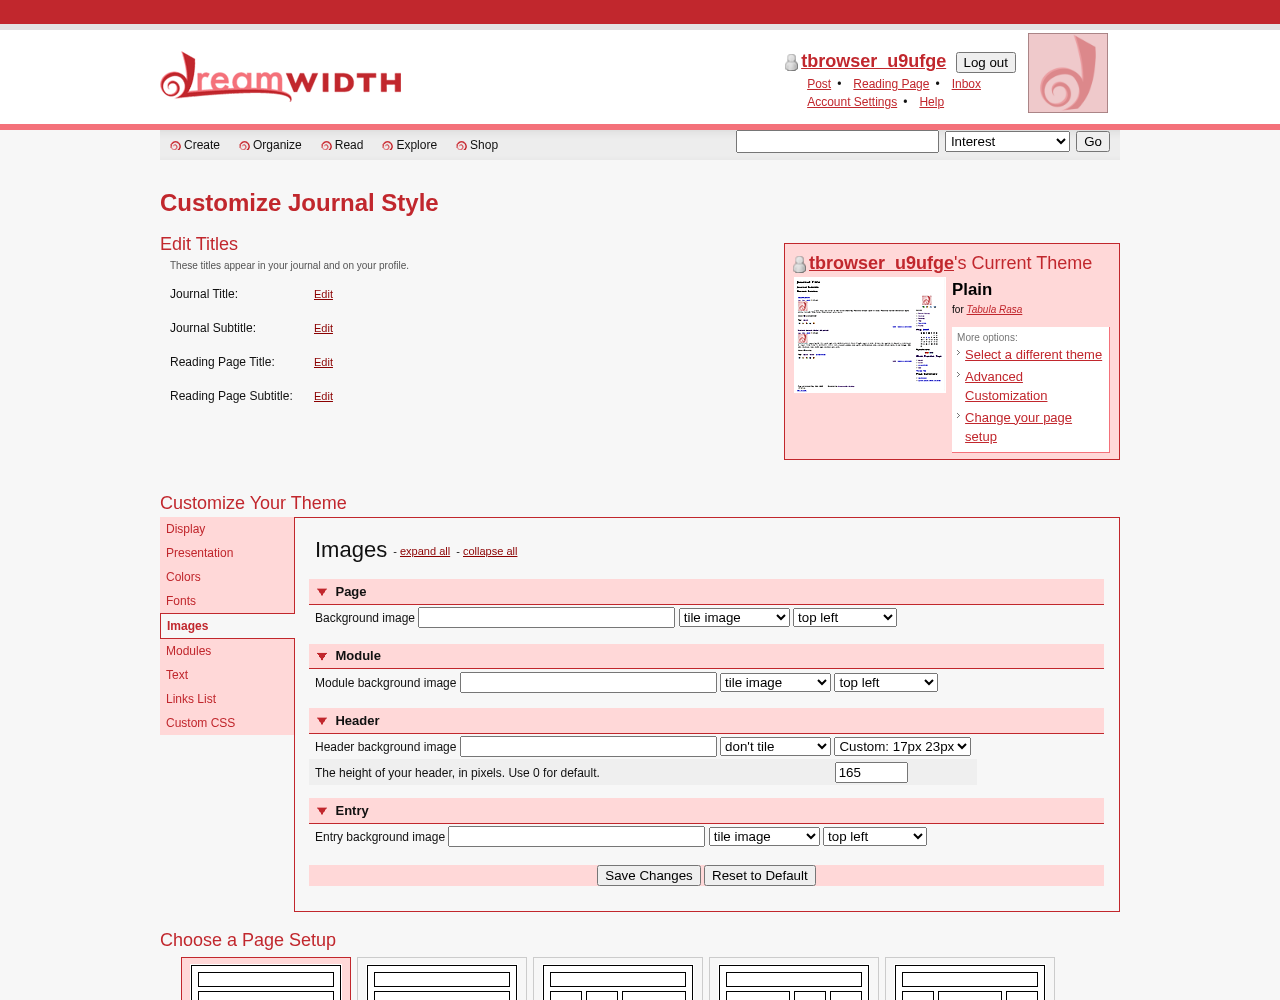 dreamWIDTH
tbrowser_u9ufge Log out
Post • Reading Page • Inbox
Account Settings • Help
Create Organize Read Explore Shop Interest Go
Customize Journal Style
Edit Titles
These titles appear in your journal and on your profile.
Journal Title: Edit
Journal Subtitle: Edit
Reading Page Title: Edit
Reading Page Subtitle: Edit
tbrowser_u9ufge's Current Theme
Plain
for Tabula Rasa
More options:
Select a different theme
Advanced
Customization
Change your page
setup
Customize Your Theme
Display
Presentation
Colors
Fonts
Images
Modules
Text
Links List
Custom CSS
Images - expand all - collapse all
Page
Background image tile image top left
Module
Module background image tile image top left
Header
Header background image don't tile Custom: 17px 23px
The height of your header, in pixels. Use 0 for default. 165
Entry
Entry background image tile image top left
Save Changes Reset to Default
Choose a Page Setup